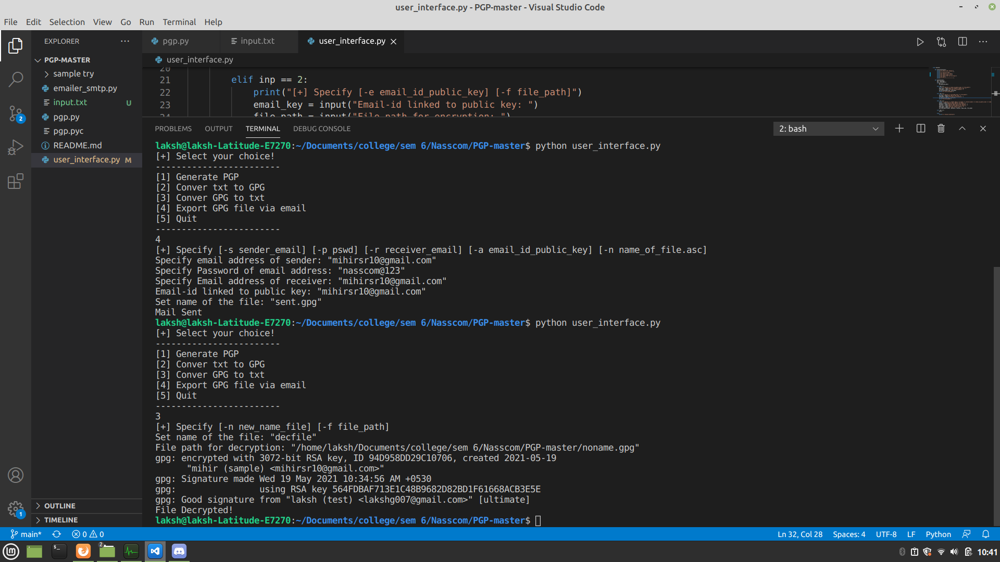 user_interface.py - PGP-master - Visual Studio Code
File Edit Selection View Go Run Terminal Help
EXPLORER
pgp.py
input.txt
user_interface.py
PGP-MASTER
sample try
emailer_smtp.py
input.txt U
pgp.py
pgp.pyc
README.md
user_interface.py M
OUTLINE
TIMELINE
user_interface.py
20
21 elif inp == 2:
22 print("[+] Specify [-e email_id_public_key] [-f file_path]")
23 email_key = input("Email-id linked to public key: ")
24 file_path = input("File path for encryption: ")
PROBLEMS OUTPUT TERMINAL DEBUG CONSOLE
2: bash
laksh@laksh-Latitude-E7270:~/Documents/college/sem 6/Nasscom/PGP-master$ python user_interface.py
[+] Select your choice!
------------------------
[1] Generate PGP
[2] Conver txt to GPG
[3] Conver GPG to txt
[4] Export GPG file via email
[5] Quit
------------------------
4
[+] Specify [-s sender_email] [-p pswd] [-r receiver_email] [-a email_id_public_key] [-n name_of_file.asc]
Specify email address of sender: "mihirsr10@gmail.com"
Specify Password of email address: "nasscom@123"
Specify Email address of receiver: "mihirsr10@gmail.com"
Email-id linked to public key: "mihirsr10@gmail.com"
Set name of the file: "sent.gpg"
Mail Sent
laksh@laksh-Latitude-E7270:~/Documents/college/sem 6/Nasscom/PGP-master$ python user_interface.py
[+] Select your choice!
------------------------
[1] Generate PGP
[2] Conver txt to GPG
[3] Conver GPG to txt
[4] Export GPG file via email
[5] Quit
------------------------
3
[+] Specify [-n new_name_file] [-f file_path]
Set name of the file: "decfile"
File path for decryption: "/home/laksh/Documents/college/sem 6/Nasscom/PGP-master/noname.gpg"
gpg: encrypted with 3072-bit RSA key, ID 94D958DD29C10706, created 2021-05-19
"mihir (sample) <mihirsr10@gmail.com>"
gpg: Signature made Wed 19 May 2021 10:34:56 AM +0530
gpg: using RSA key 564FDBAF713E1C48B9682D82BD1F61668ACB3E5E
gpg: Good signature from "laksh (test) <lakshg007@gmail.com>" [ultimate]
File Decrypted!
laksh@laksh-Latitude-E7270:~/Documents/college/sem 6/Nasscom/PGP-master$
2
1
main* 0 0 Ln 32, Col 28 Spaces: 4 UTF-8 LF Python
2
10:41